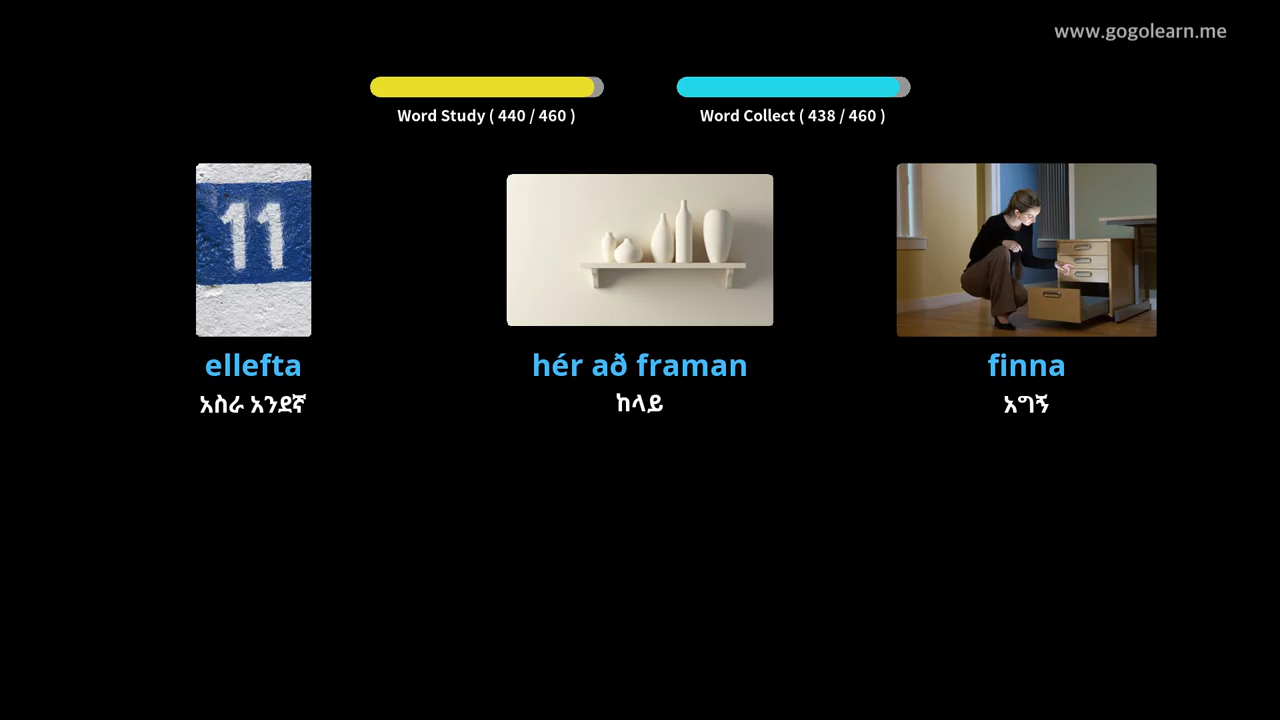 www.gogolearn.me
Word Study ( 440 / 460 )
Word Collect ( 438 / 460 )
11
ellefta
አስራ አንደኛ
hér að framan
ከላይ
finna
አግኝ